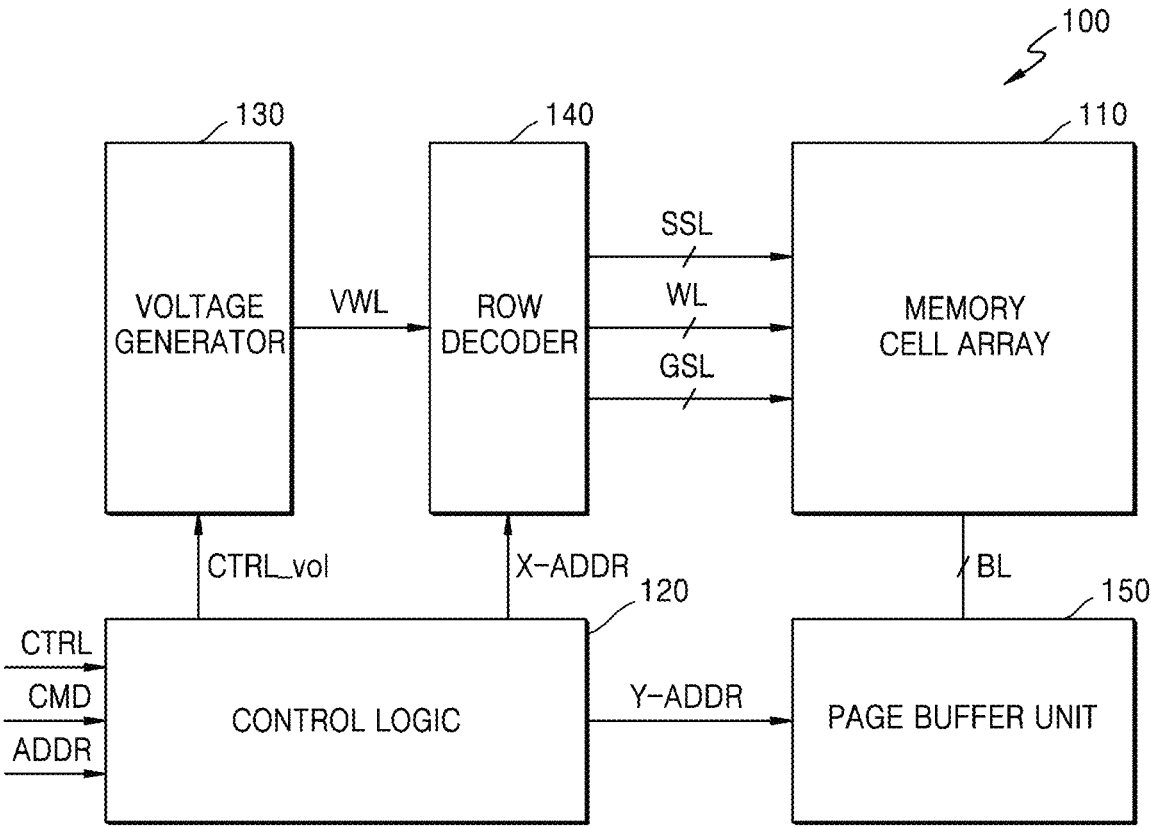 100
130
140
110
SSL
VOLTAGE
GENERATOR
VWL
ROW
DECODER
WL
MEMORY
CELL ARRAY
GSL
CTRL_vol
X-ADDR
BL
120
150
CTRL
CMD
ADDR
CONTROL LOGIC
Y-ADDR
PAGE BUFFER UNIT